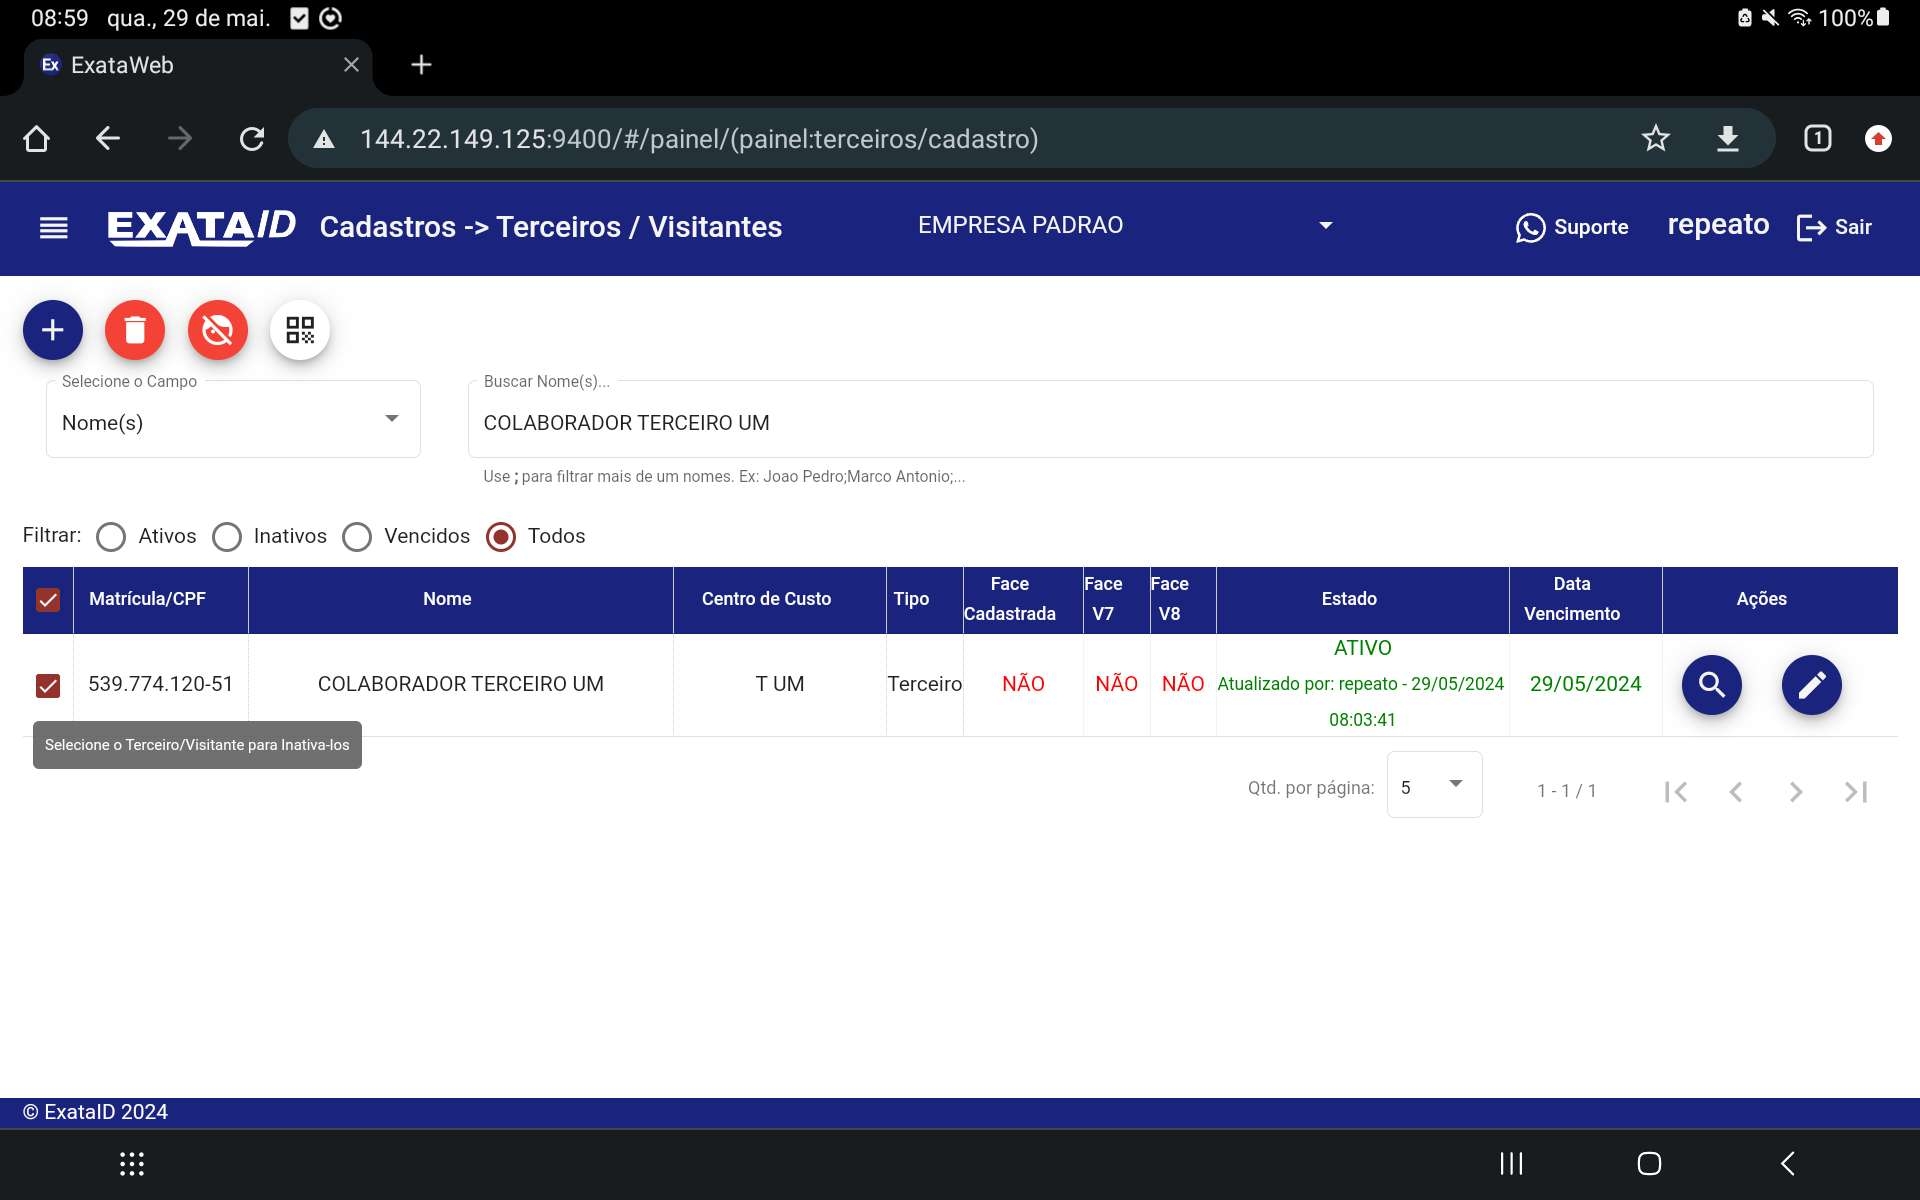 08:59 qua., 29 de mai. 100%
Ex ExataWeb
144.22.149.125:9400/#/painel/(painel:terceiros/cadastro) 1
EXATAID Cadastros -> Terceiros / Visitantes EMPRESA PADRAO Suporte repeato Sair
Selecione o Campo Buscar Nome(s)...
Nome(s) COLABORADOR TERCEIRO UM
Use ; para filtrar mais de um nomes. Ex: Joao Pedro;Marco Antonio;...
Filtrar: Ativos Inativos Vencidos Todos
Matrícula/CPF Nome Centro de Custo Tipo Face Cadastrada Face V7 Face V8 Estado Data Vencimento Ações
ATIVO
539.774.120-51 COLABORADOR TERCEIRO UM T UM Terceiro NÃO NÃO NÃO Atualizado por: repeato - 29/05/2024 29/05/2024
08:03:41
Selecione o Terceiro/Visitante para Inativa-los
Qtd. por página: 5 1 - 1 / 1
© ExataID 2024